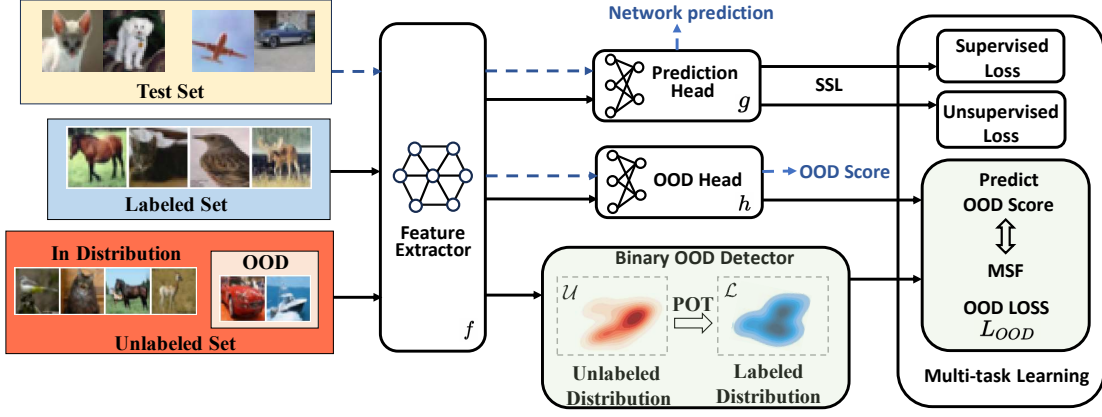 Test Set
Labeled Set
In Distribution
OOD
Unlabeled Set
Feature
Extractor
f
Network prediction
Prediction
Head
g
SSL
OOD Head
h
OOD Score
Binary OOD Detector
𝒰
POT
ℒ
Unlabeled
Distribution
Labeled
Distribution
Supervised
Loss
Unsupervised
Loss
Predict
OOD Score
MSF
OOD LOSS
L_{OOD}
Multi-task Learning